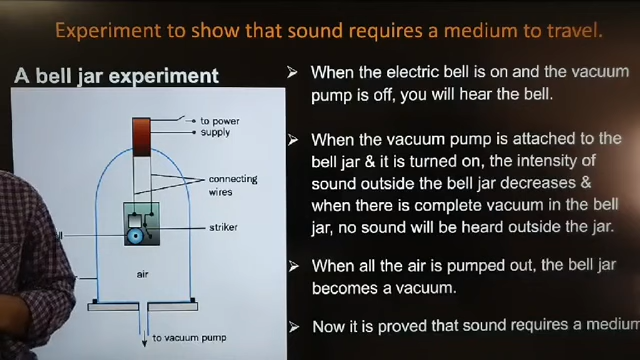 Experiment to show that sound requires a medium to travel.
A bell jar experiment
to power
supply
connecting
wires
striker
ll
air
to vacuum pump
➢ When the electric bell is on and the vacuum
pump is off, you will hear the bell.
➢ When the vacuum pump is attached to the
bell jar & it is turned on, the intensity of
sound outside the bell jar decreases &
when there is complete vacuum in the bell
jar, no sound will be heard outside the jar.
➢ When all the air is pumped out, the bell jar
becomes a vacuum.
➢ Now it is proved that sound requires a medium